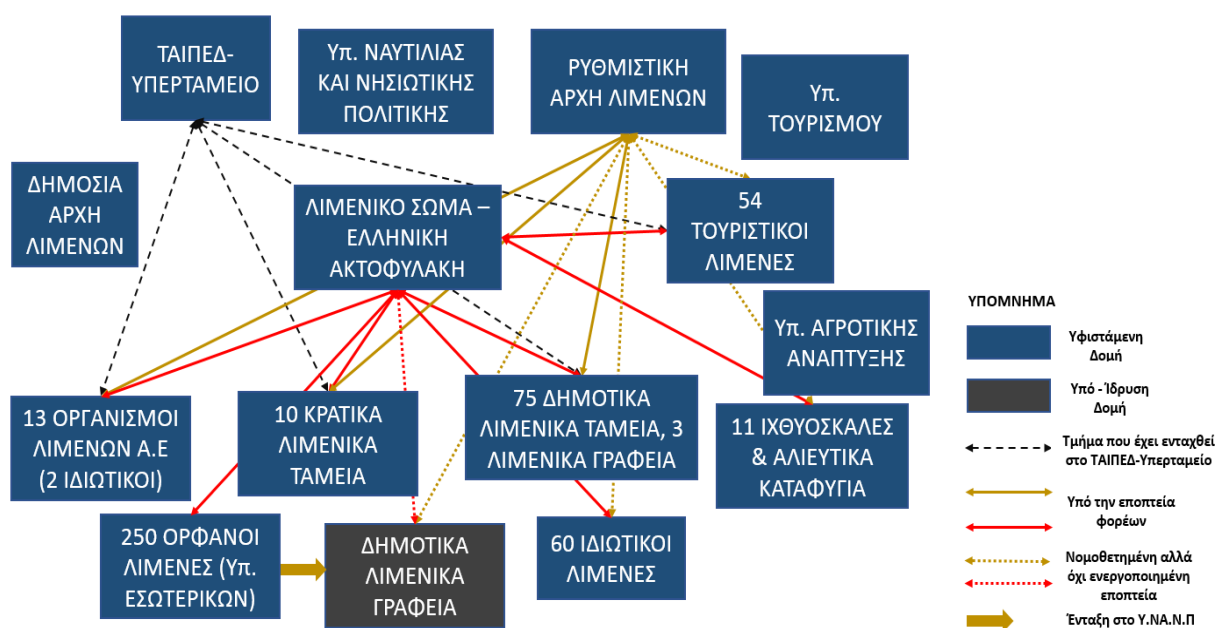 ΤΑΙΠΕΔ-
ΥΠΕΡΤΑΜΕΙΟ
Υπ. ΝΑΥΤΙΛΙΑΣ
ΚΑΙ ΝΗΣΙΩΤΙΚΗΣ
ΠΟΛΙΤΙΚΗΣ
ΡΥΘΜΙΣΤΙΚΗ
ΑΡΧΗ ΛΙΜΕΝΩΝ
Υπ.
ΤΟΥΡΙΣΜΟΥ
ΔΗΜΟΣΙΑ
ΑΡΧΗ
ΛΙΜΕΝΩΝ
ΛΙΜΕΝΙΚΟ ΣΩΜΑ –
ΕΛΛΗΝΙΚΗ
ΑΚΤΟΦΥΛΑΚΗ
54
ΤΟΥΡΙΣΤΙΚΟΙ
ΛΙΜΕΝΕΣ
Υπ. ΑΓΡΟΤΙΚΗΣ
ΑΝΑΠΤΥΞΗΣ
13 ΟΡΓΑΝΙΣΜΟΙ
ΛΙΜΕΝΩΝ Α.Ε
(2 ΙΔΙΩΤΙΚΟΙ)
10 ΚΡΑΤΙΚΑ
ΛΙΜΕΝΙΚΑ
ΤΑΜΕΙΑ
75 ΔΗΜΟΤΙΚΑ
ΛΙΜΕΝΙΚΑ ΤΑΜΕΙΑ, 3
ΛΙΜΕΝΙΚΑ ΓΡΑΦΕΙΑ
11 ΙΧΘΥΟΣΚΑΛΕΣ
& ΑΛΙΕΥΤΙΚΑ
ΚΑΤΑΦΥΓΙΑ
250 ΟΡΦΑΝΟΙ
ΛΙΜΕΝΕΣ (Υπ.
ΕΣΩΤΕΡΙΚΩΝ)
ΔΗΜΟΤΙΚΑ
ΛΙΜΕΝΙΚΑ
ΓΡΑΦΕΙΑ
60 ΙΔΙΩΤΙΚΟΙ
ΛΙΜΕΝΕΣ
ΥΠΟΜΝΗΜΑ
Υφιστάμενη
Δομή
Υπό - Ίδρυση
Δομή
Τμήμα που έχει ενταχθεί
στο ΤΑΙΠΕΔ-Υπερταμείο
Υπό την εποπτεία
φορέων
Νομοθετημένη αλλά
όχι ενεργοποιημένη
εποπτεία
Ένταξη στο Υ.ΝΑ.Ν.Π